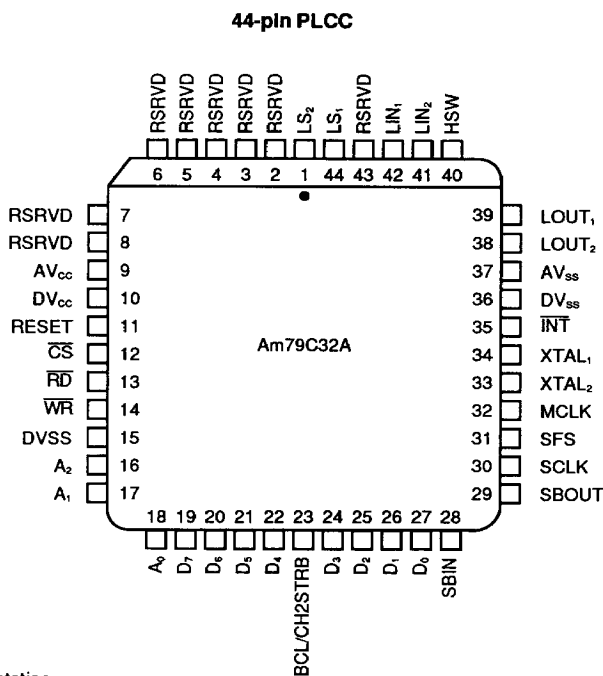 44-pin PLCC
RSRVD
RSRVD
RSRVD
RSRVD
RSRVD
LS₂
LS₁
RSRVD
LIN₁
LIN₂
HSW
6 5 4 3 2 1 44 43 42 41 40
RSRVD 7
RSRVD 8
AVcc 9
DVcc 10
RESET 11
C̅S̅ 12
R̅D̅ 13
W̅R̅ 14
DVSS 15
A₂ 16
A₁ 17
Am79C32A
39 LOUT₁
38 LOUT₂
37 AVss
36 DVss
35 I̅N̅T̅
34 XTAL₁
33 XTAL₂
32 MCLK
31 SFS
30 SCLK
29 SBOUT
18 19 20 21 22 23 24 25 26 27 28
A₀
D₇
D₆
D₅
D₄
BCL/CH2STRB
D₃
D₂
D₁
D₀
SBIN